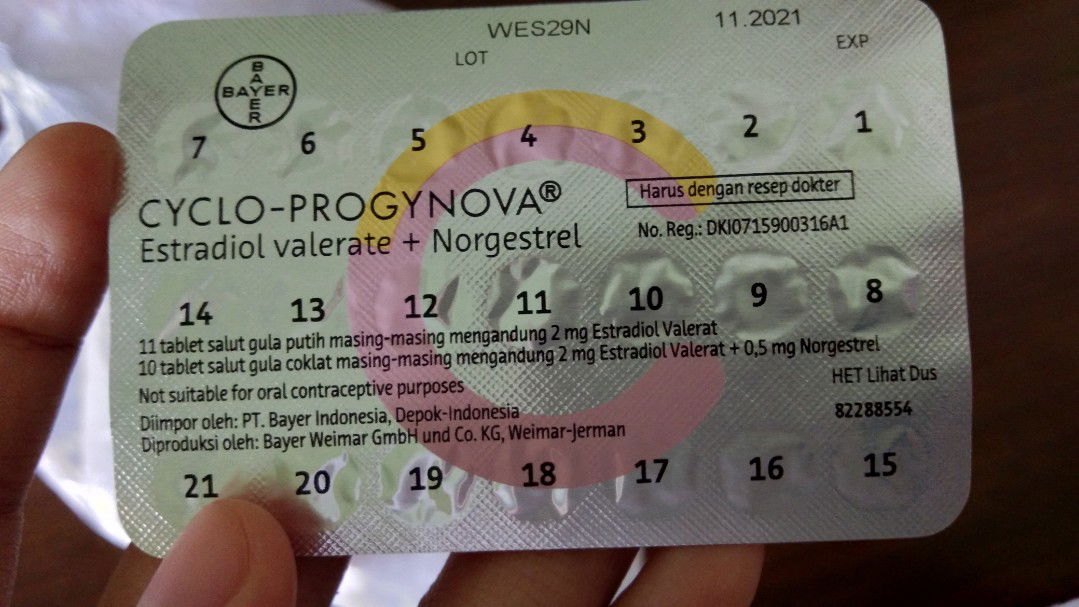 WES29N
11.2021
LOT
EXP
BAYER
BAYER
7 6 5 4 3 2 1
CYCLO-PROGYNOVA®
Harus dengan resep dokter
Estradiol valerate + Norgestrel
No. Reg.: DKI0715900316A1
14 13 12 11 10 9 8
11 tablet salut gula putih masing-masing mengandung 2 mg Estradiol Valerat
10 tablet salut gula coklat masing-masing mengandung 2 mg Estradiol Valerat + 0,5 mg Norgestrel
Not suitable for oral contraceptive purposes
HET Lihat Dus
Diimpor oleh: PT. Bayer Indonesia, Depok-Indonesia
82288554
Diproduksi oleh: Bayer Weimar GmbH und Co. KG, Weimar-Jerman
21 20 19 18 17 16 15